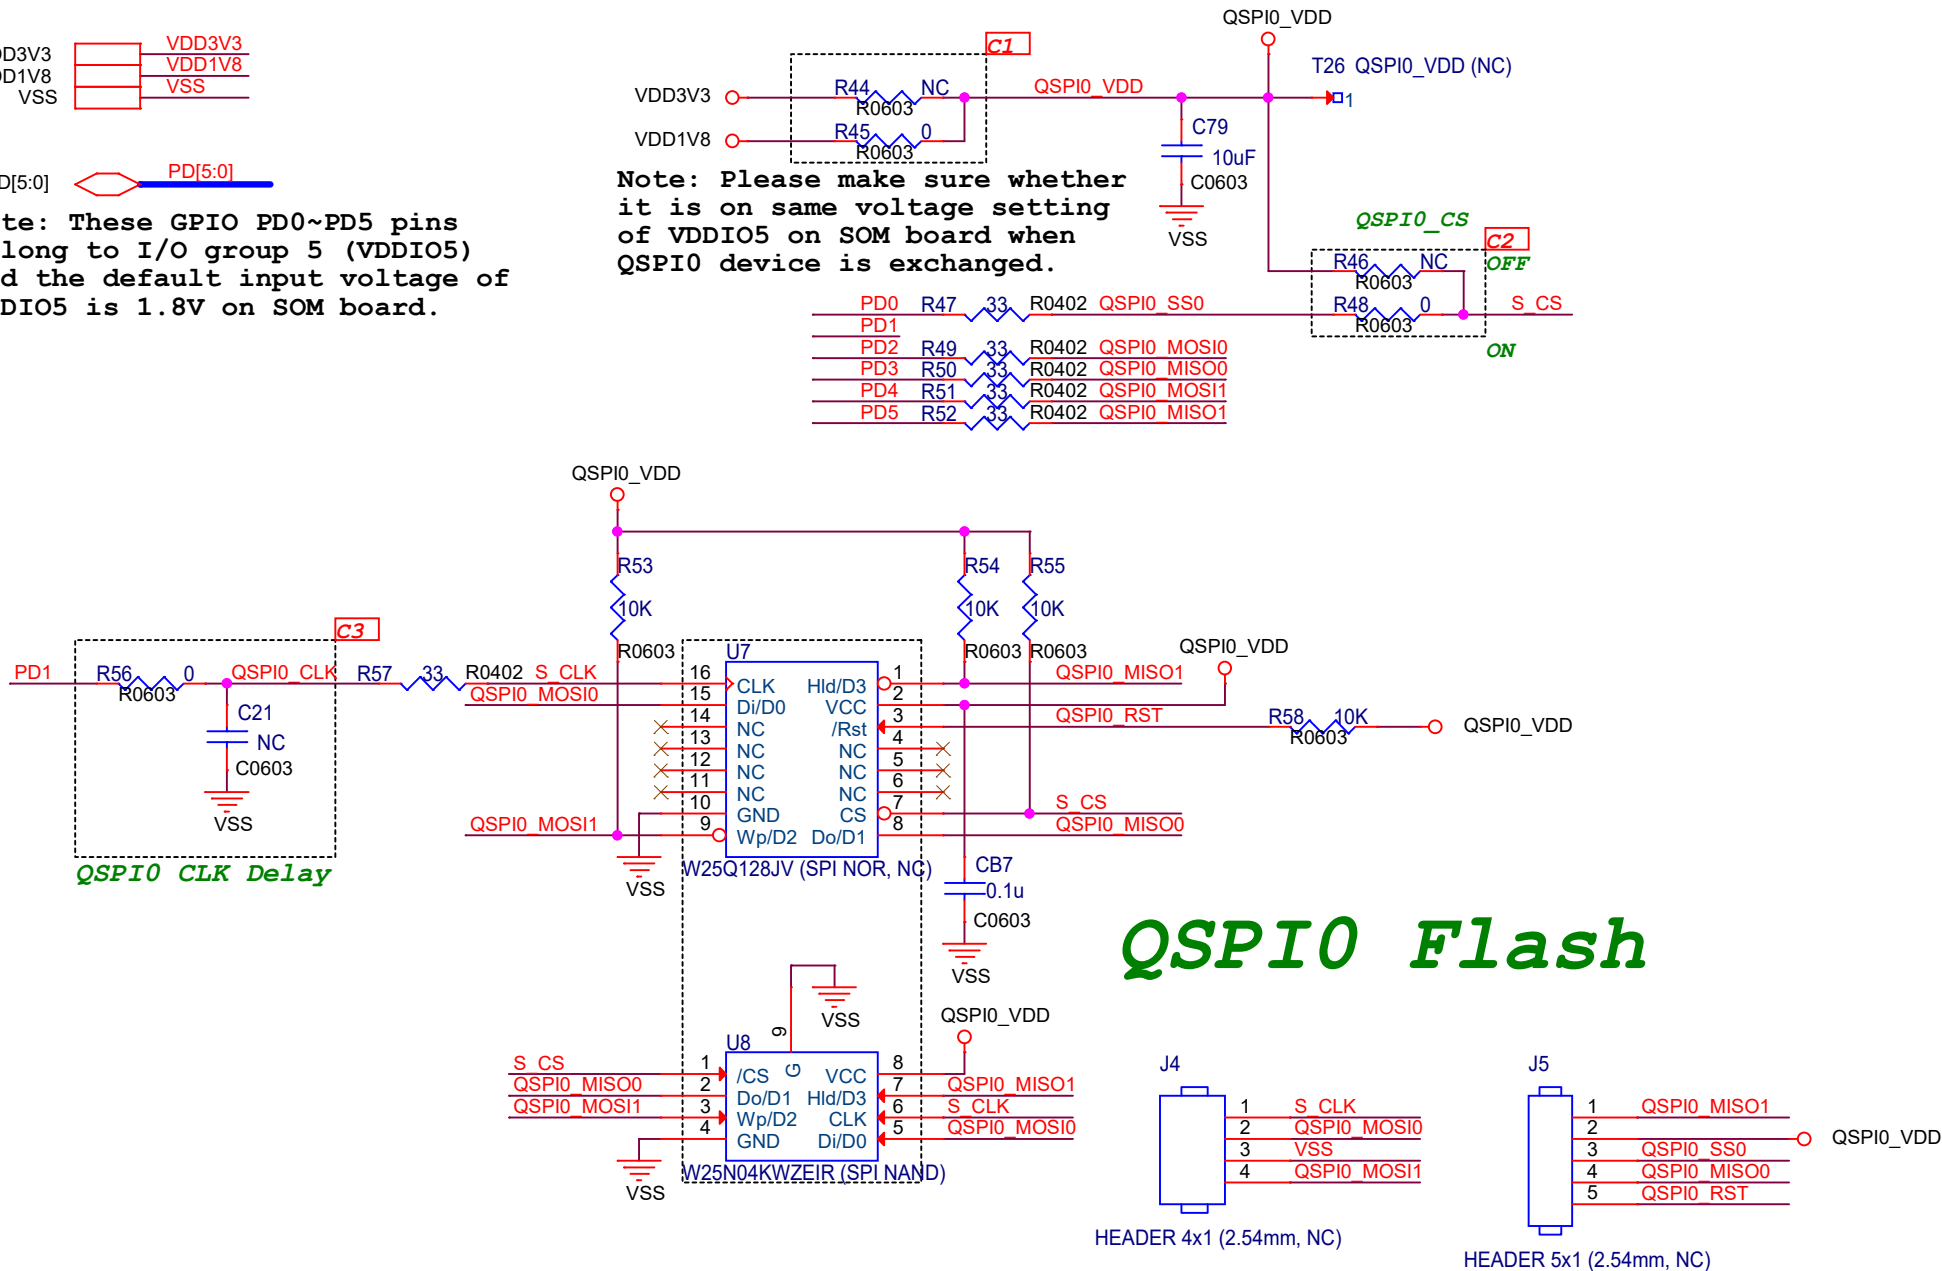 QSPI0_VDD
VDD3V3
VDD1V8
VSS
VDD3V3
VDD1V8
VSS
C1
T26 QSPI0_VDD (NC)
1
VDD3V3
R44
NC
R0603
QSPI0_VDD
VDD1V8
R45
0
R0603
C79
10uF
C0603
VSS
PD[5:0]
Note: Please make sure whether
it is on same voltage setting
of VDDIO5 on SOM board when
QSPI0 device is exchanged.
te: These GPIO PD0~PD5 pins
long to I/O group 5 (VDDIO5)
d the default input voltage of
DIO5 is 1.8V on SOM board.
QSPI0_CS
C2
OFF
R46
NC
R0603
R48
0
R0603
S_CS
ON
PD0 R47 33 R0402 QSPI0_SS0
PD1
PD2 R49 33 R0402 QSPI0_MOSI0
PD3 R50 33 R0402 QSPI0_MISO0
PD4 R51 33 R0402 QSPI0_MOSI1
PD5 R52 33 R0402 QSPI0_MISO1
QSPI0_VDD
R53
10K
R0603
R54
10K
R0603
R55
10K
R0603
C3
PD1
R56
0
R0603
QSPI0_CLK
C21
NC
C0603
VSS
QSPI0 CLK Delay
R57
33
R0402
S_CLK
QSPI0_MOSI0
QSPI0_MOSI1
U7
16 CLK Hld/D3 1
15 Di/D0 VCC 2
14 NC /Rst 3
13 NC NC 4
12 NC NC 5
11 NC NC 6
10 GND CS 7
9 Wp/D2 Do/D1 8
W25Q128JV (SPI NOR, NC)
VSS
QSPI0_MISO1
QSPI0_VDD
QSPI0_RST
R58
10K
R0603
QSPI0_VDD
S_CS
QSPI0_MISO0
CB7
0.1u
C0603
VSS
QSPI0 Flash
VSS
9
QSPI0_VDD
U8
G
S_CS 1 /CS VCC 8
QSPI0_MISO0 2 Do/D1 Hld/D3 7 QSPI0_MISO1
QSPI0_MOSI1 3 Wp/D2 CLK 6 S_CLK
4 GND Di/D0 5 QSPI0_MOSI0
VSS
W25N04KWZEIR (SPI NAND)
J4
1 S_CLK
2 QSPI0_MOSI0
3 VSS
4 QSPI0_MOSI1
HEADER 4x1 (2.54mm, NC)
J5
1 QSPI0_MISO1
2 QSPI0_VDD
3 QSPI0_SS0
4 QSPI0_MISO0
5 QSPI0_RST
HEADER 5x1 (2.54mm, NC)